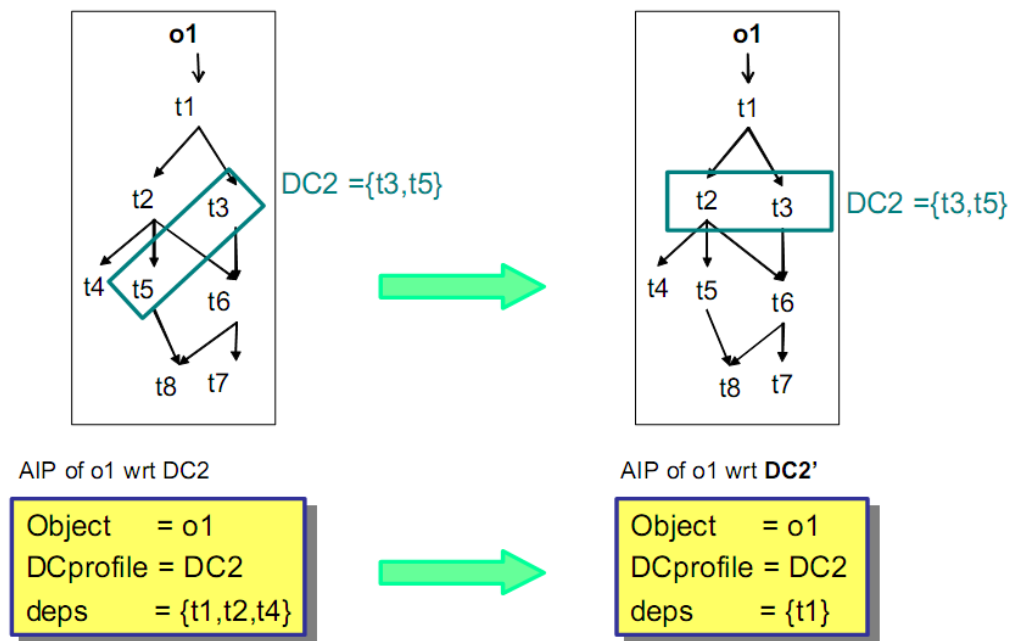 o1
t1
t2 t3
DC2 ={t3,t5}
t4 t5 t6
t8 t7
o1
t1
t2 t3
DC2 ={t3,t5}
t4 t5 t6
t8 t7
AIP of o1 wrt DC2
Object = o1
DCprofile = DC2
deps = {t1,t2,t4}
AIP of o1 wrt DC2'
Object = o1
DCprofile = DC2
deps = {t1}